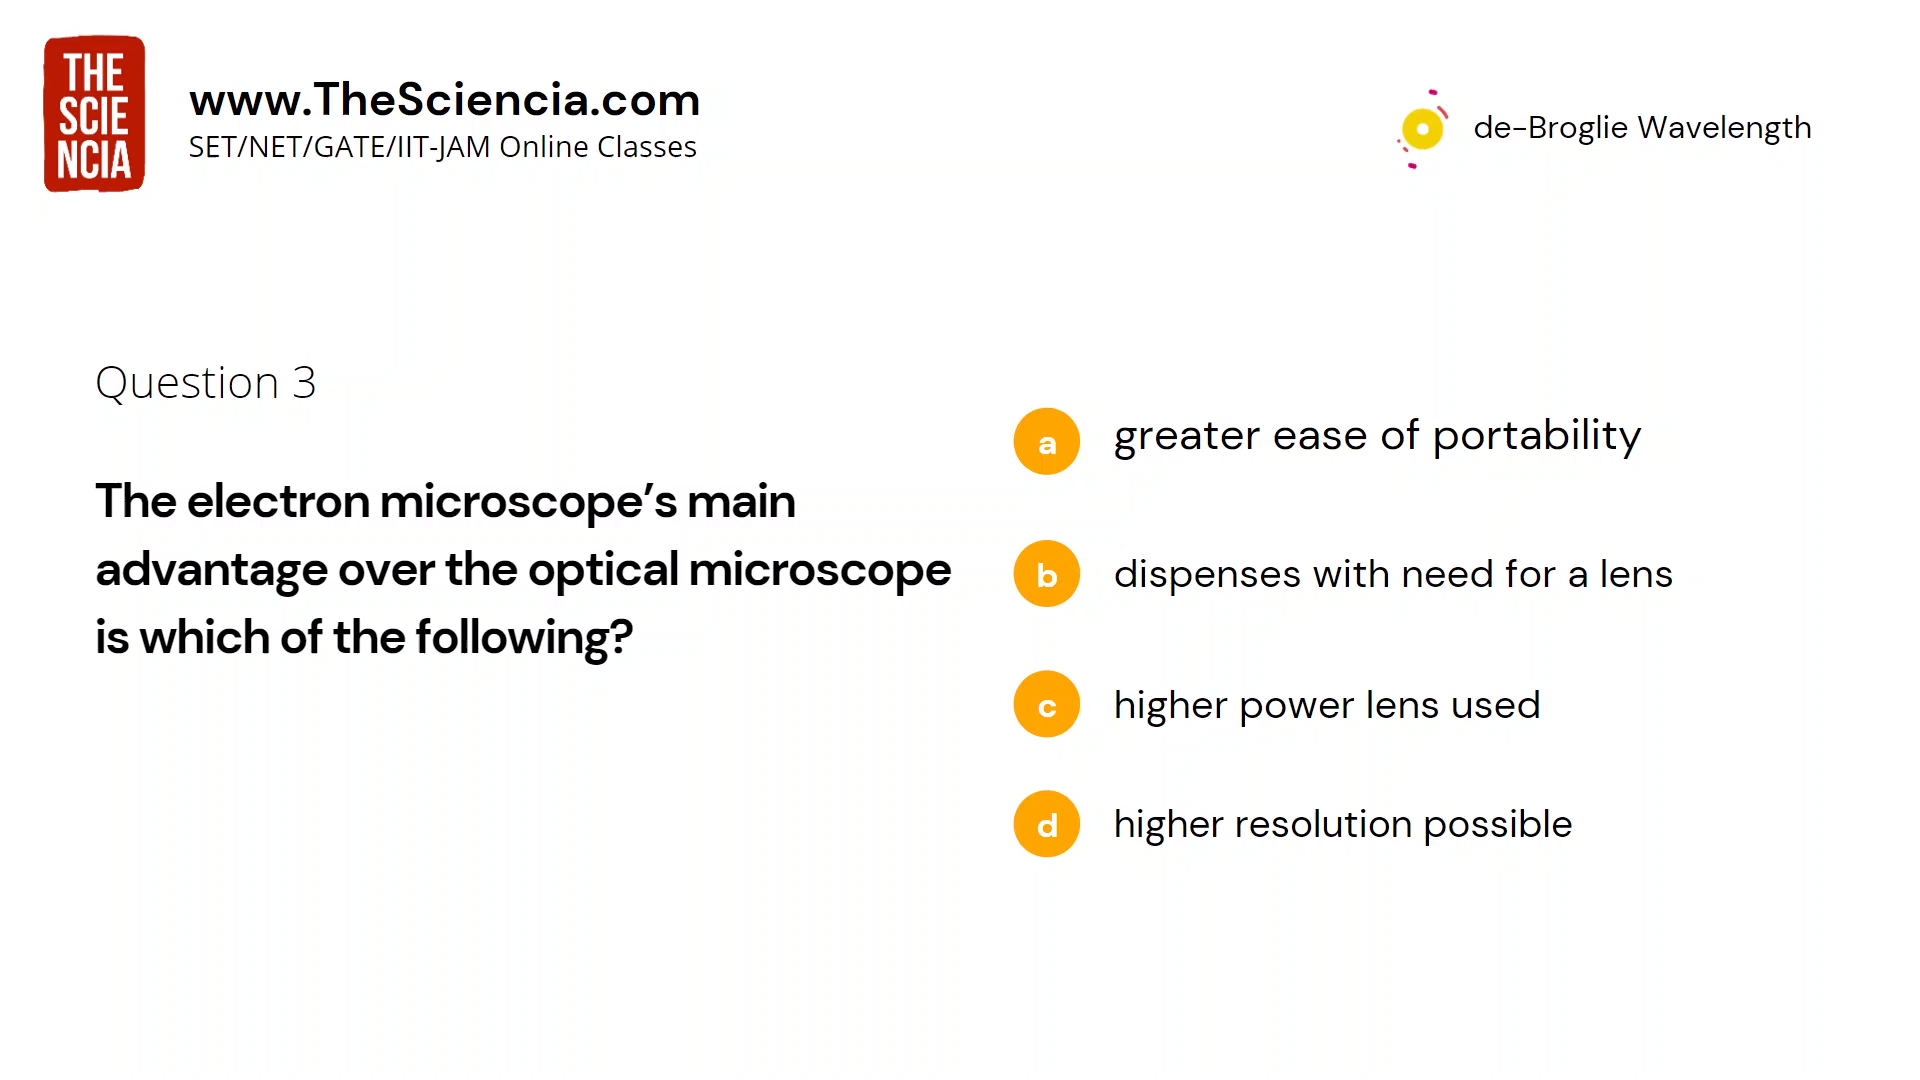 THE
SCIE
NCIA
www.TheSciencia.com
SET/NET/GATE/IIT-JAM Online Classes
de-Broglie Wavelength
Question 3
The electron microscope’s main
advantage over the optical microscope
is which of the following?
a greater ease of portability
b dispenses with need for a lens
c higher power lens used
d higher resolution possible